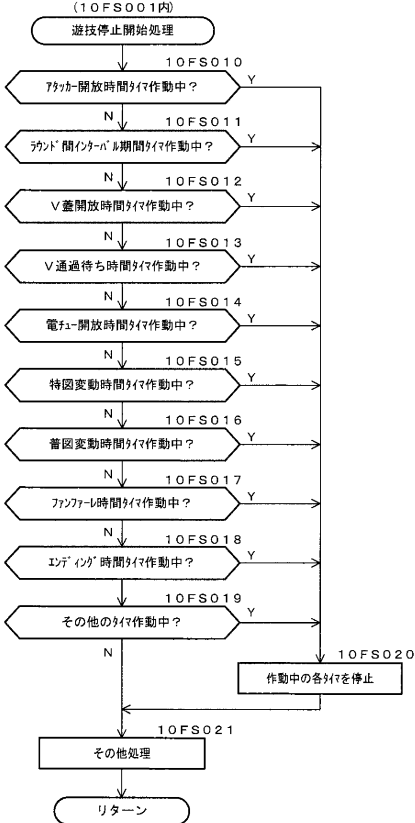 (10FS001内)
遊技停止開始処理
10FS010
ｱﾀｯｶｰ開放時間ﾀｲﾏ作動中?
Y
N
10FS011
ﾗｳﾝﾄﾞ間ｲﾝﾀｰﾊﾞﾙ期間ﾀｲﾏ作動中?
Y
N
10FS012
V蓋開放時間ﾀｲﾏ作動中?
Y
N
10FS013
V通過待ち時間ﾀｲﾏ作動中?
Y
N
10FS014
電ﾁｭｰ開放時間ﾀｲﾏ作動中?
Y
N
10FS015
特図変動時間ﾀｲﾏ作動中?
Y
N
10FS016
普図変動時間ﾀｲﾏ作動中?
Y
N
10FS017
ﾌｧﾝﾌｧｰﾚ時間ﾀｲﾏ作動中?
Y
N
10FS018
ｴﾝﾃﾞｨﾝｸﾞ時間ﾀｲﾏ作動中?
Y
10FS019
その他のﾀｲﾏ作動中?
Y
N
10FS020
作動中の各ﾀｲﾏを停止
10FS021
その他処理
リターン